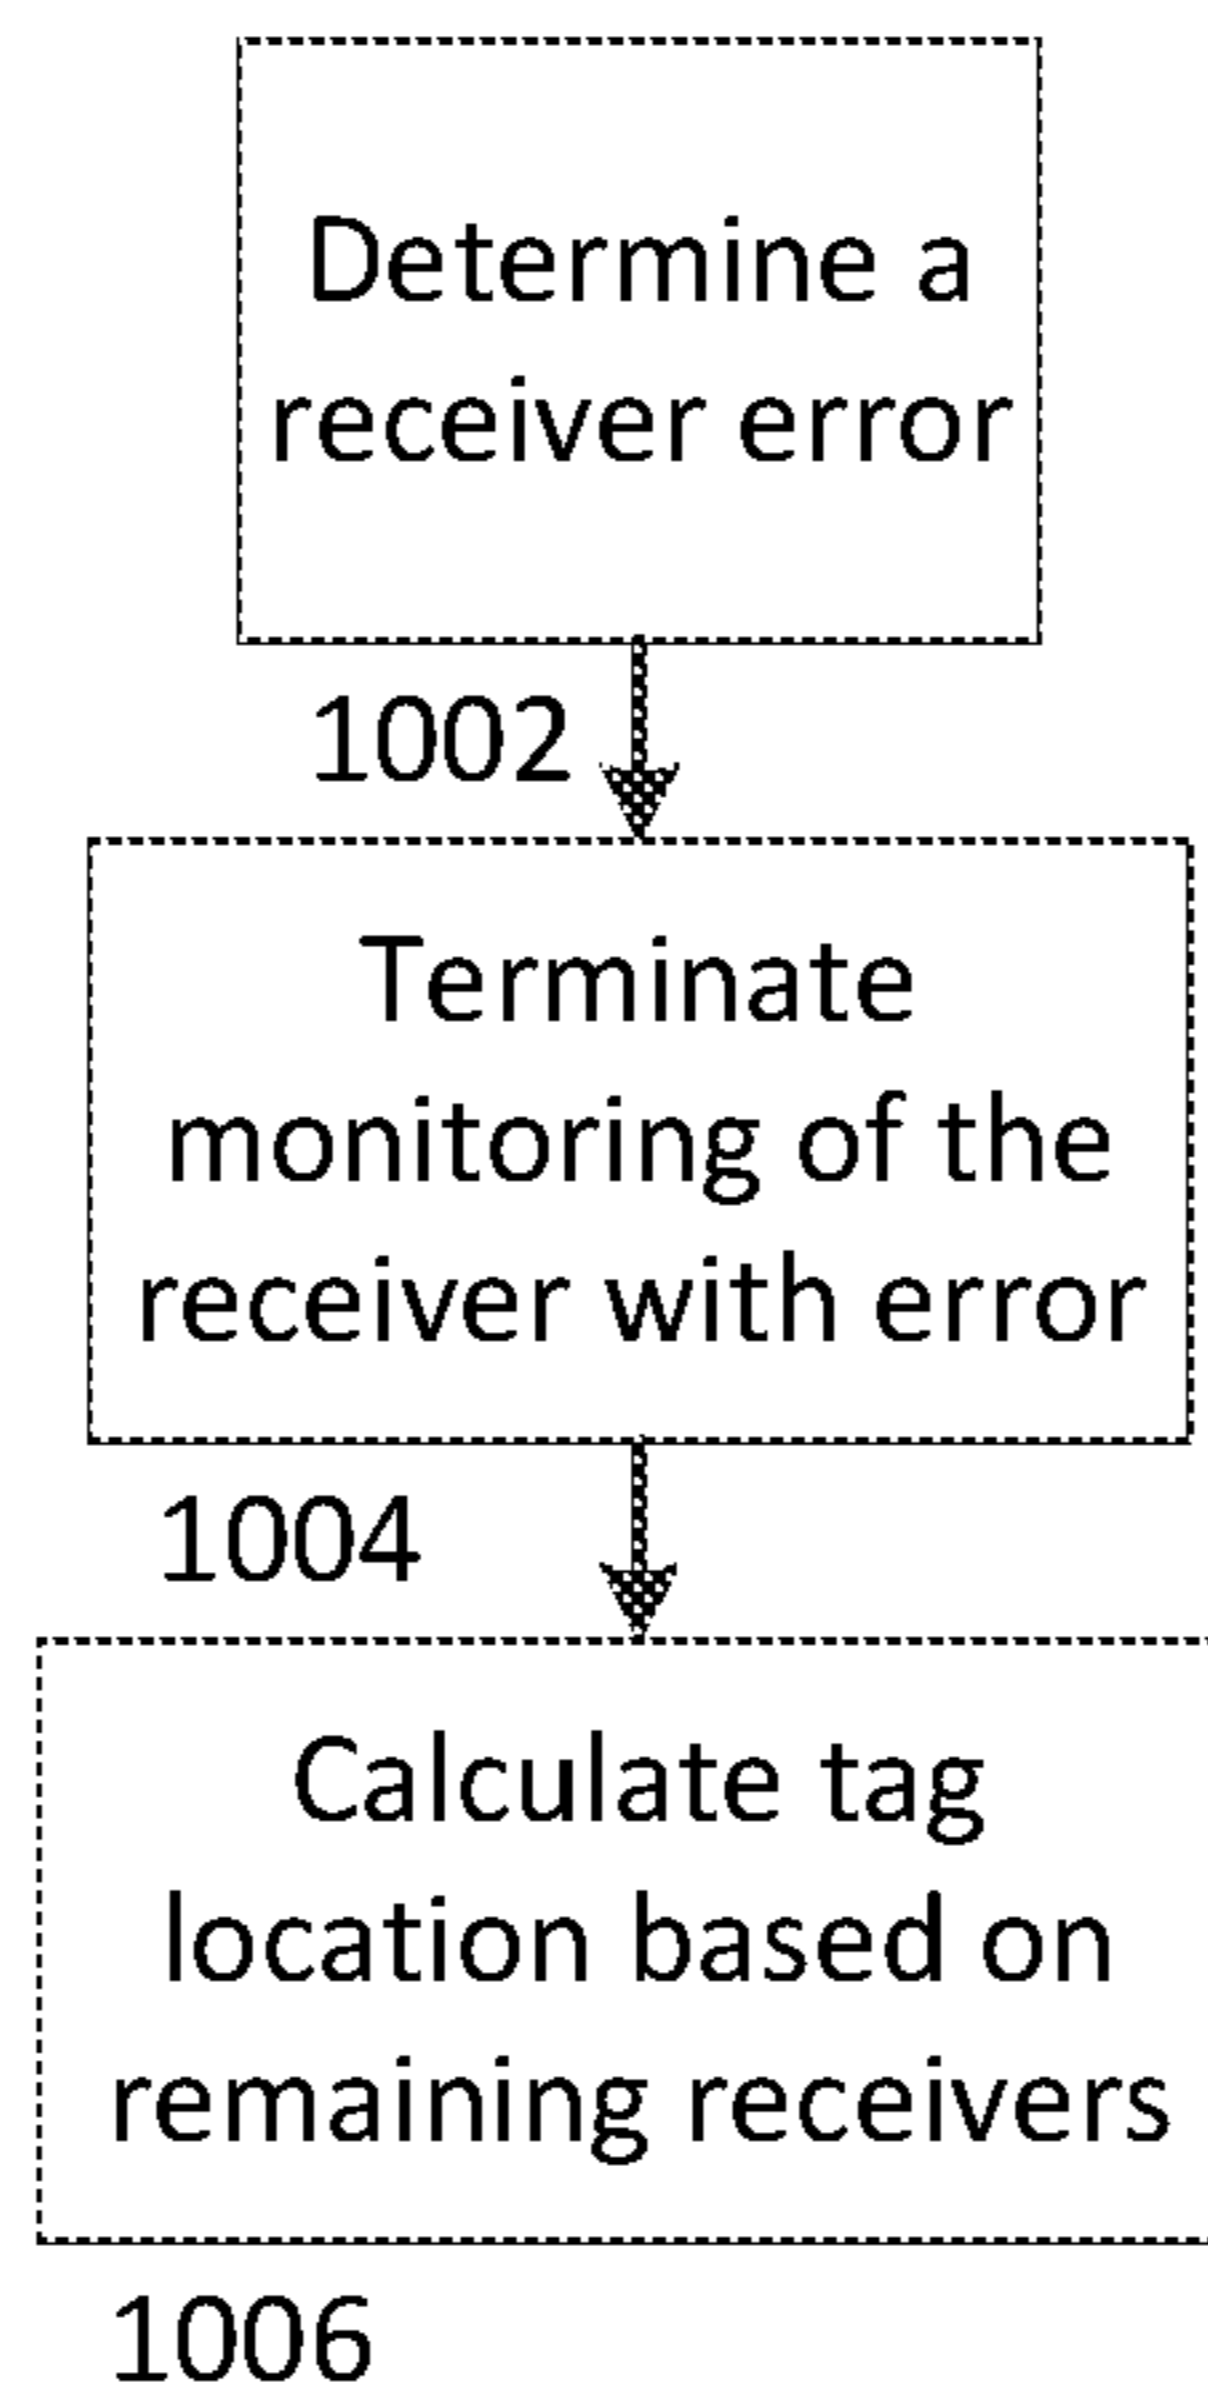 Determine a
receiver error
1002
Terminate
monitoring of the
receiver with error
1004
Calculate tag
location based on
remaining receivers
1006